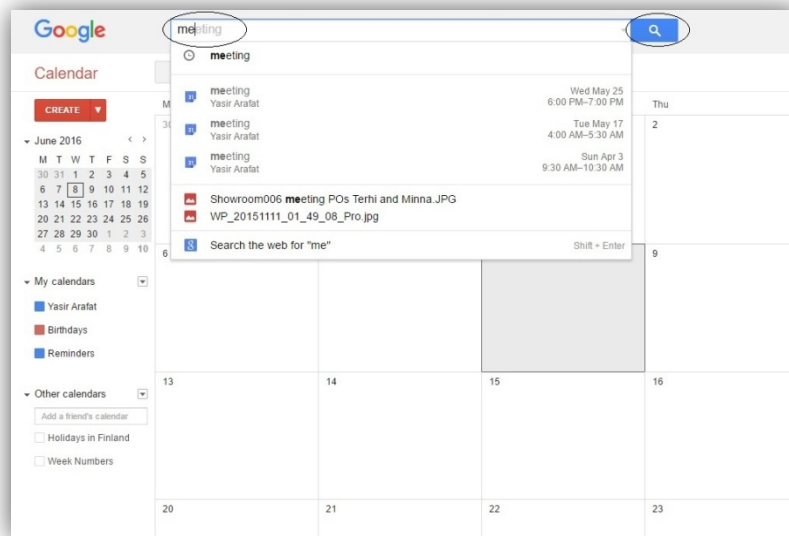 Google
meeting
meeting
Calendar
meeting
Yasir Arafat
Wed May 25
6:00 PM–7:00 PM
meeting
Yasir Arafat
Tue May 17
4:00 AM–5:30 AM
meeting
Yasir Arafat
Sun Apr 3
9:30 AM–10:30 AM
Showroom006 meeting POs Terhi and Minna.JPG
WP_20151111_01_49_08_Pro.jpg
Search the web for "me"
Shift + Enter
CREATE
June 2016 < >
M T W T F S S
30 31 1 2 3 4 5
6 7 8 9 10 11 12
13 14 15 16 17 18 19
20 21 22 23 24 25 26
27 28 29 30 1 2 3
4 5 6 7 8 9 10
My calendars
Yasir Arafat
Birthdays
Reminders
Other calendars
Add a friend's calendar
Holidays in Finland
Week Numbers
M Thu
30 2
6 9
13 14 15 16
20 21 22 23